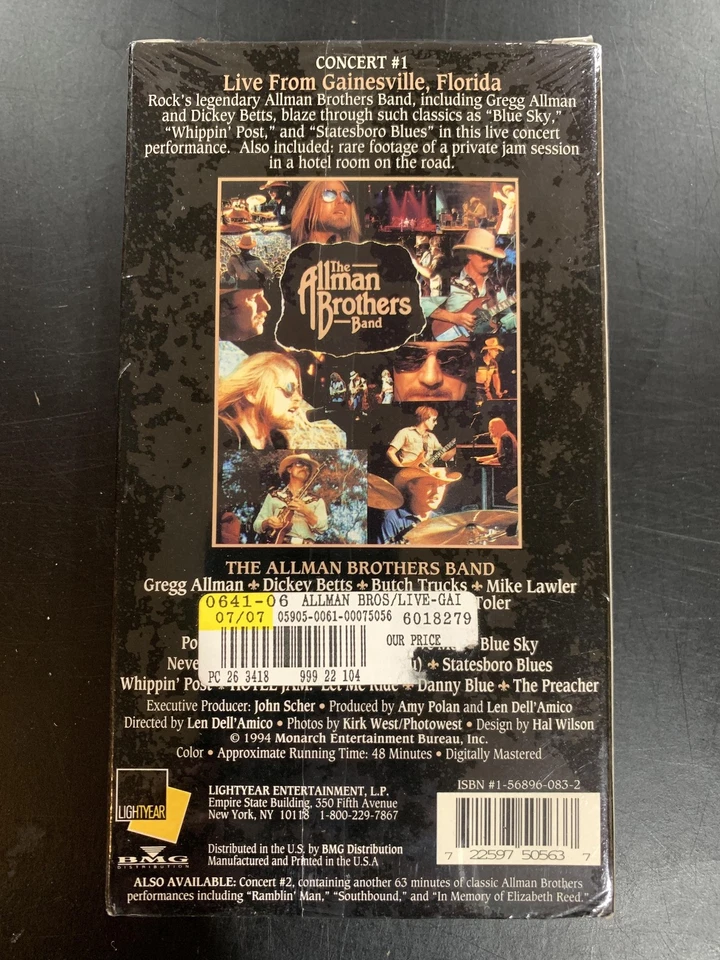 CONCERT #1
Live From Gainesville, Florida
Rock's legendary Allman Brothers Band, including Gregg Allman
and Dickey Betts, blaze through such classics as "Blue Sky,"
"Whippin' Post," and "Statesboro Blues" in this live concert
performance. Also included: rare footage of a private jam session
in a hotel room on the road.
The
Allman
Brothers
Band
THE ALLMAN BROTHERS BAND
Gregg Allman ⚜ Dickey Betts ⚜ Butch Trucks ⚜ Mike Lawler
Toler
0641-06 ALLMAN BROS/LIVE-GAI
07/07 05905-0061-00075056 6018279
OUR PRICE
PC 26 3418 999 22 104
Blue Sky
Statesboro Blues
Whippin' Post ⚜ HOTEL JAM: Let Me Ride ⚜ Danny Blue ⚜ The Preacher
Executive Producer: John Scher • Produced by Amy Polan and Len Dell'Amico
Directed by Len Dell'Amico • Photos by Kirk West/Photowest • Design by Hal Wilson
© 1994 Monarch Entertainment Bureau, Inc.
Color • Approximate Running Time: 48 Minutes • Digitally Mastered
LIGHTYEAR
LIGHTYEAR ENTERTAINMENT, L.P.
Empire State Building, 350 Fifth Avenue
New York, NY 10118 1-800-229-7867
ISBN #1-56896-083-2
7 22597 50563 7
BMG
DISTRIBUTION
Distributed in the U.S. by BMG Distribution
Manufactured and Printed in the U.S.A
ALSO AVAILABLE: Concert #2, containing another 63 minutes of classic Allman Brothers
performances including "Ramblin' Man," "Southbound," and "In Memory of Elizabeth Reed."